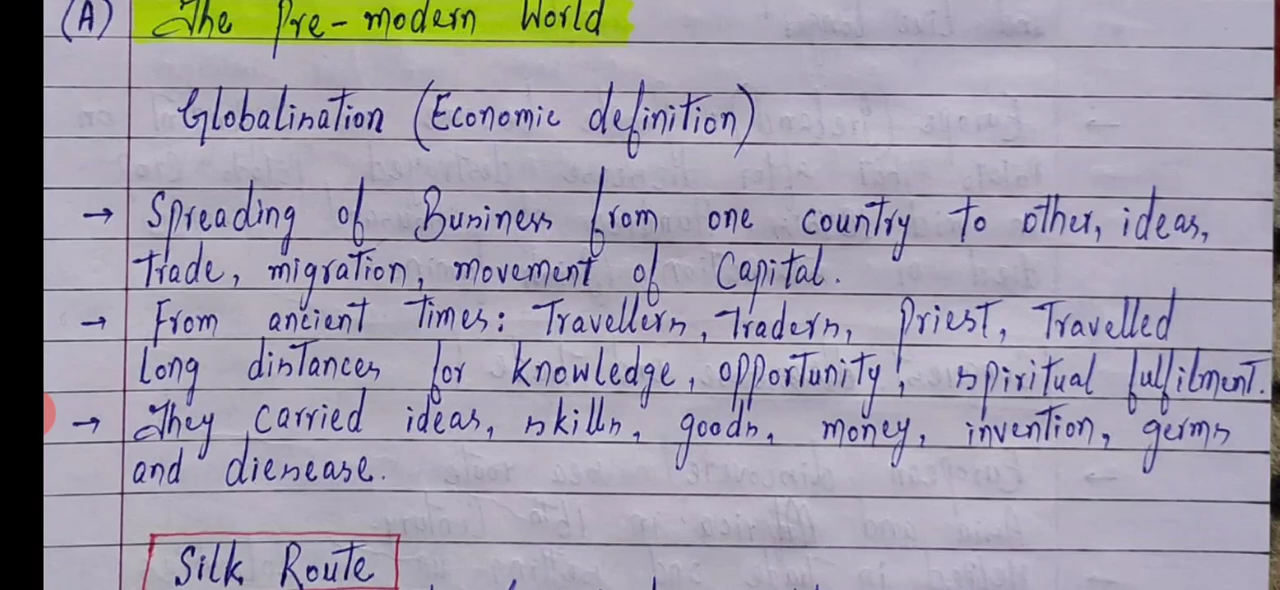 (A) The Pre-modern World
Globalisation (Economic definition)
→ Spreading of Business from one country to other, ideas,
trade, migration, movement of Capital.
→ From ancient Times: Travellers, Traders, Priest, Travelled
long distances for knowledge, opportunity, spiritual fulfilment.
→ They carried ideas, skills, goods, money, invention, germs
and diesease.
Silk Route